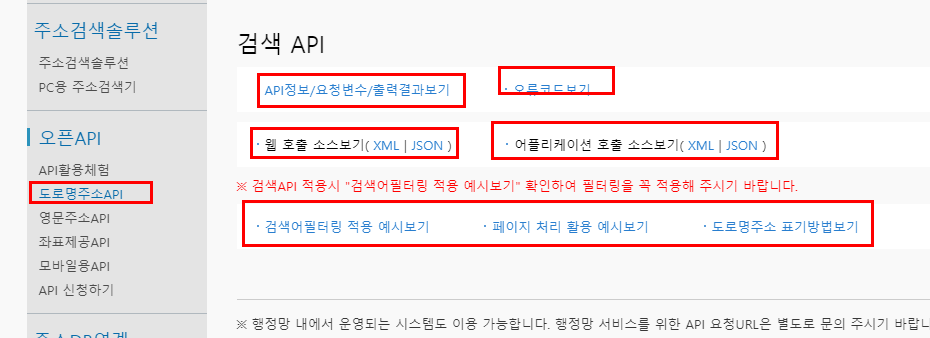 주소검색솔루션
주소검색솔루션
PC용 주소검색기
오픈API
API활용체험
도로명주소API
영문주소API
좌표제공API
모바일용API
API 신청하기
검색 API
API정보/요청변수/출력결과보기
· 오류코드보기
· 웹 호출 소스보기( XML | JSON )
· 어플리케이션 호출 소스보기( XML | JSON )
※ 검색API 적용시 "검색어필터링 적용 예시보기" 확인하여 필터링을 꼭 적용해 주시기 바랍니다.
· 검색어필터링 적용 예시보기
· 페이지 처리 활용 예시보기
· 도로명주소 표기방법보기
※ 행정망 내에서 운영되는 시스템도 이용 가능합니다. 행정망 서비스를 위한 API 요청URL은 별도로 문의 주시기 바랍니